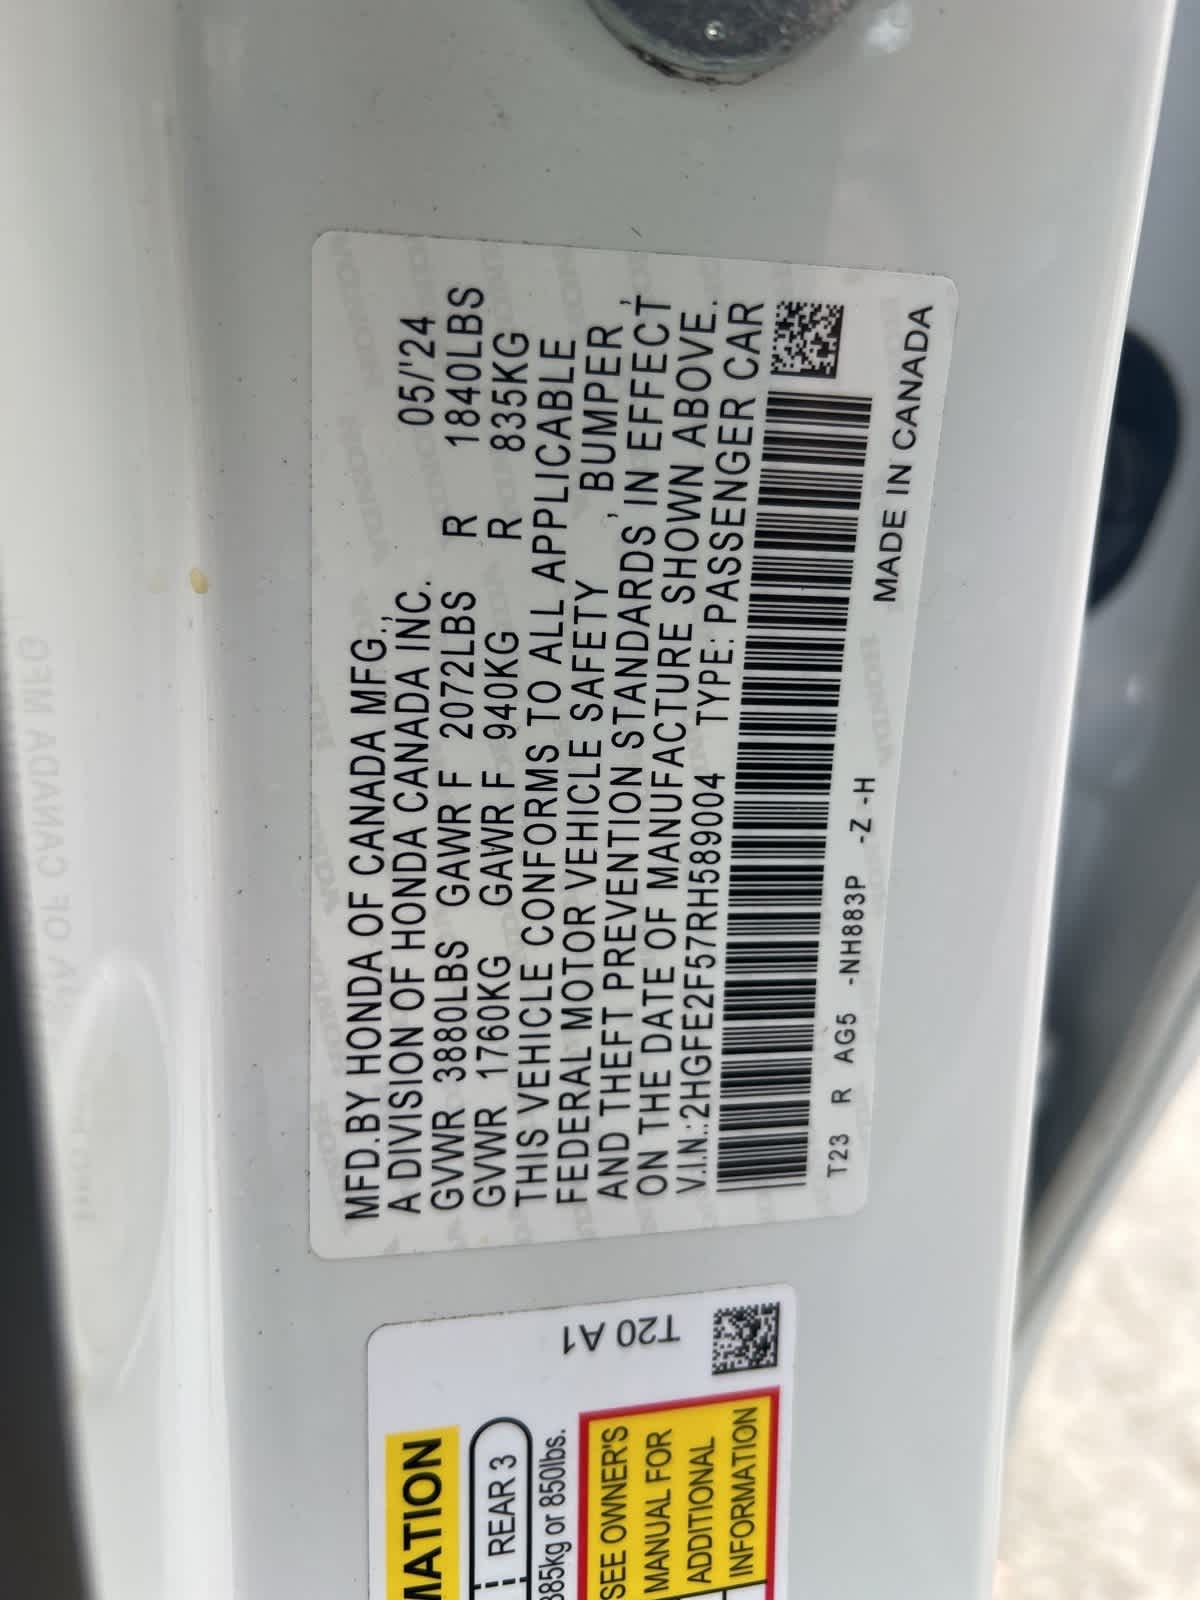 MFD.BY HONDA OF CANADA MFG.,
A DIVISION OF HONDA CANADA INC. 05/'24
GVWR 3880LBS GAWR F 2072LBS R 1840LBS
GVWR 1760KG GAWR F 940KG R 835KG
THIS VEHICLE CONFORMS TO ALL APPLICABLE
FEDERAL MOTOR VEHICLE SAFETY , BUMPER ,
AND THEFT PREVENTION STANDARDS, IN EFFECT
ON THE DATE OF MANUFACTURE SHOWN ABOVE.
V.I.N.:2HGFE2F57RH589004 TYPE: PASSENGER CAR
T23 R AG5 -NH883P -Z -H MADE IN CANADA
T20 A1
MATION
REAR 3
385kg or 850lbs.
SEE OWNER'S
MANUAL FOR
ADDITIONAL
INFORMATION